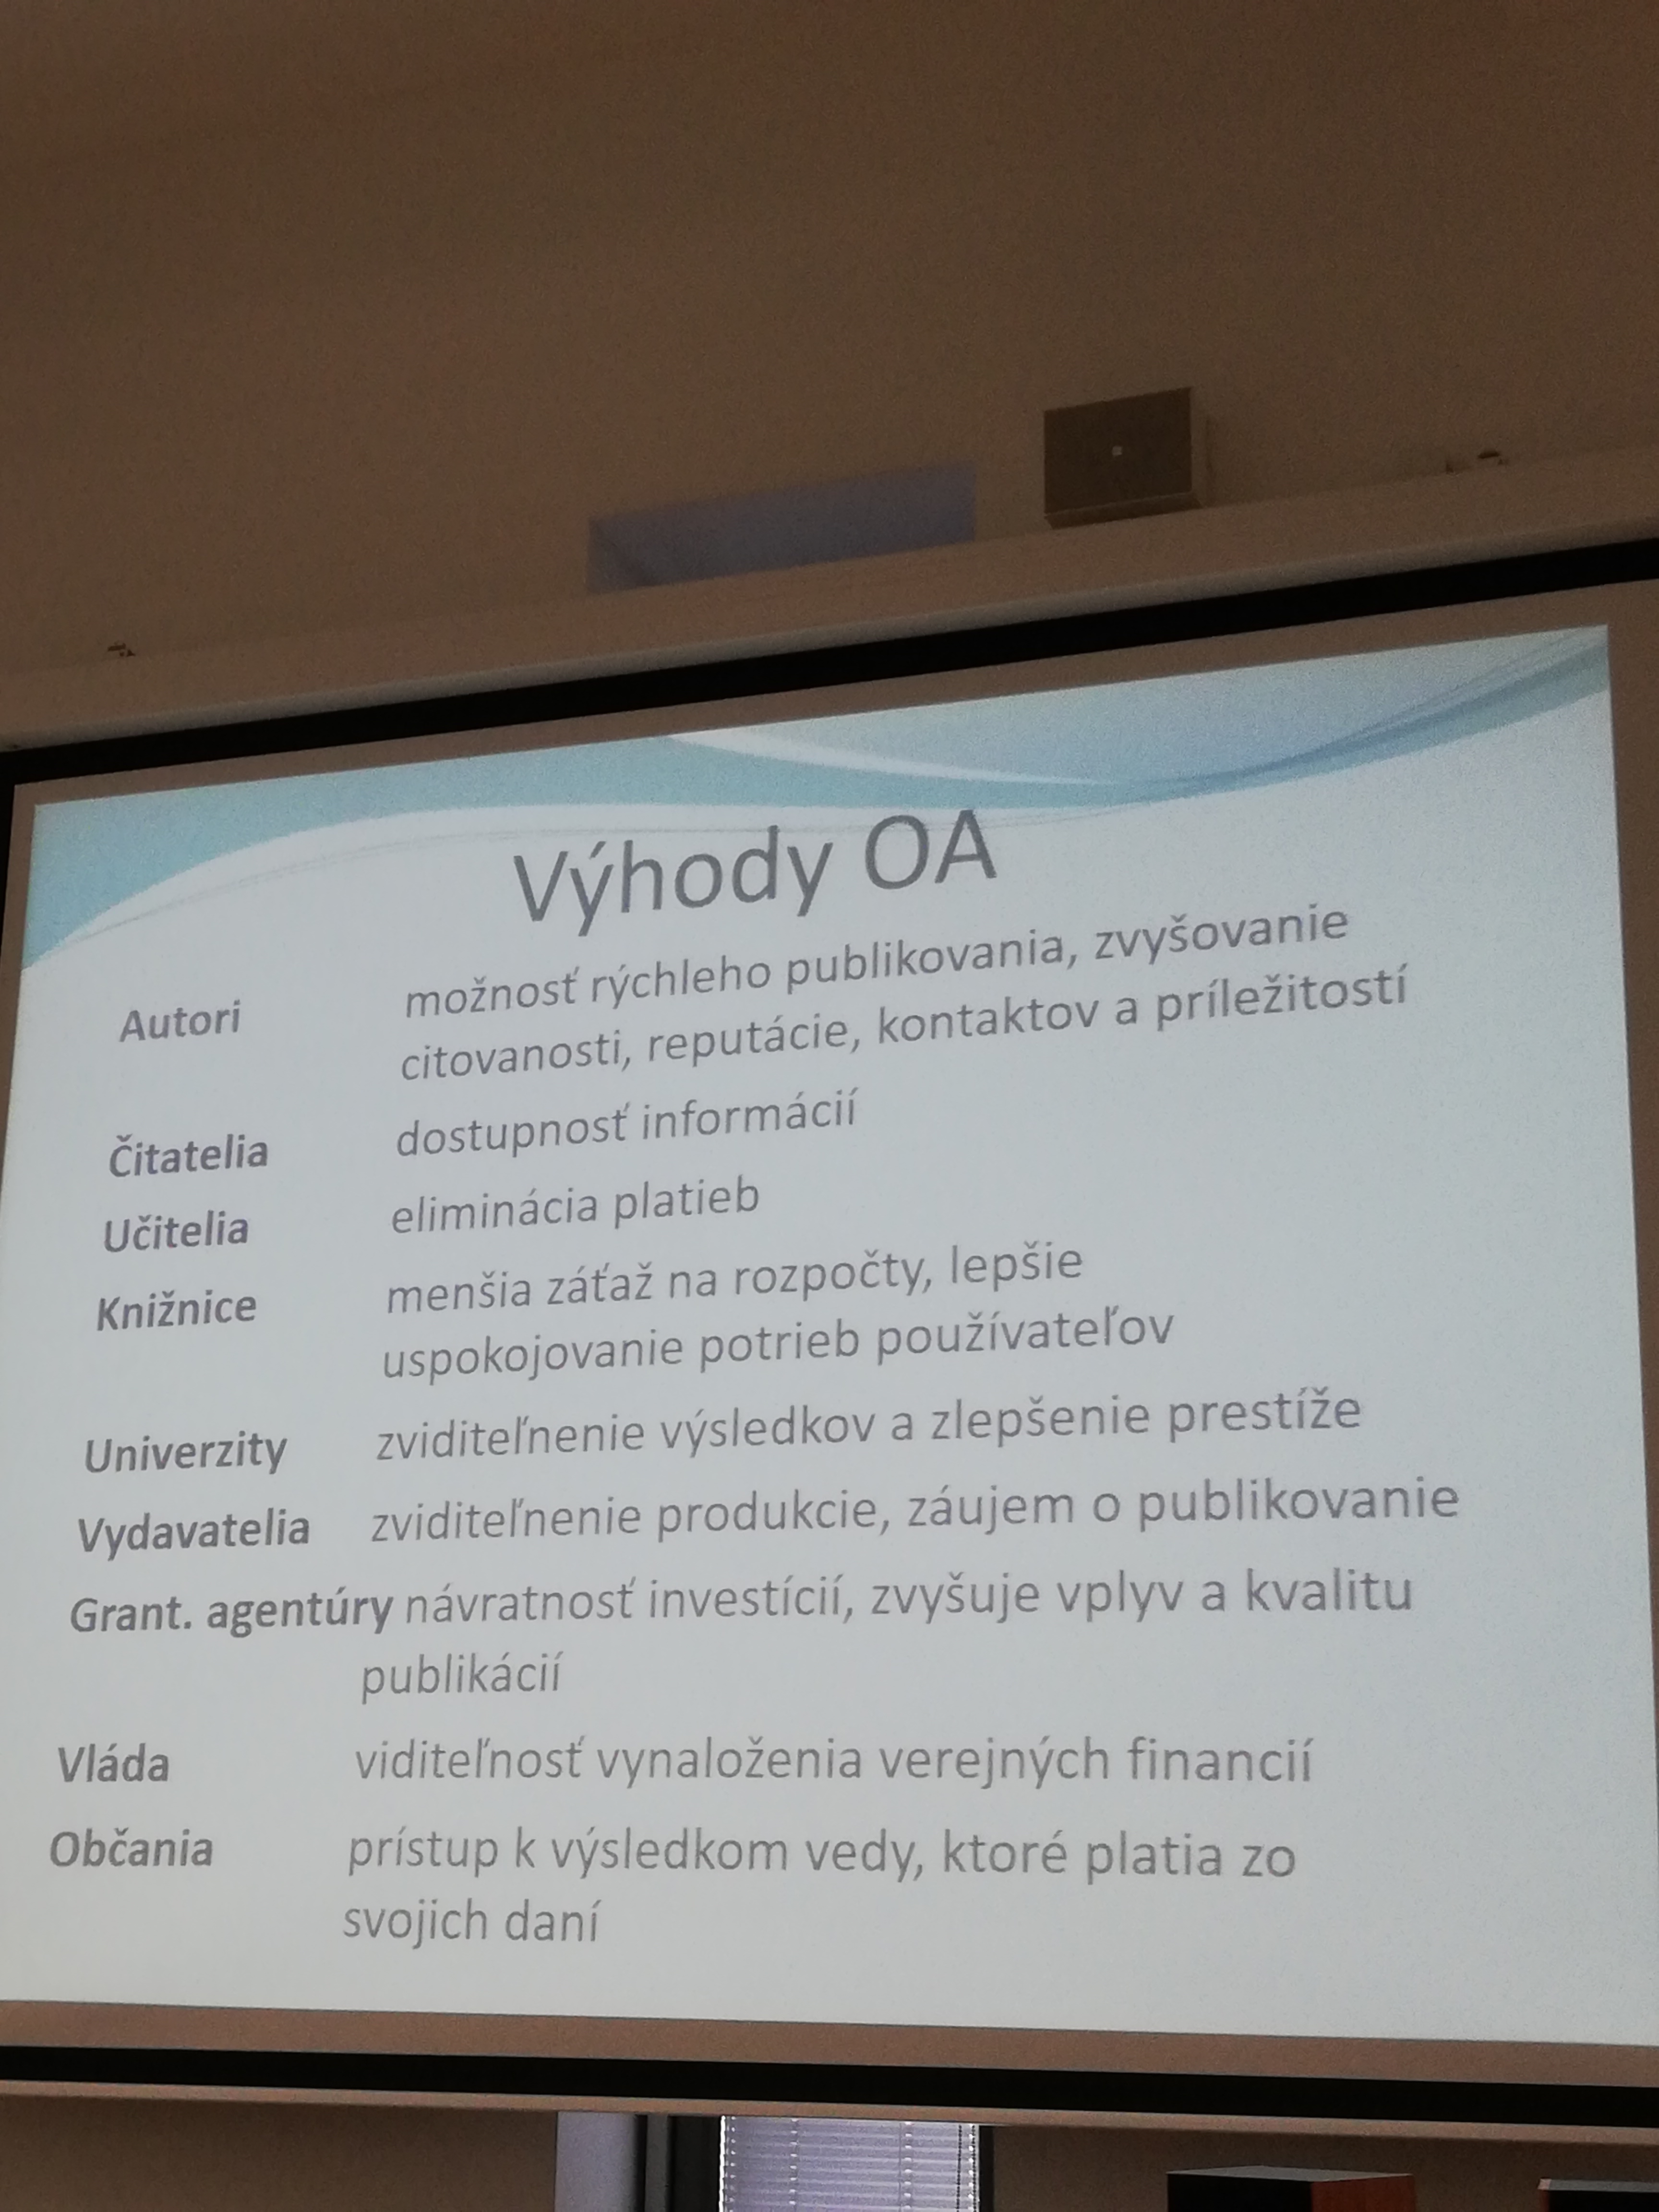 Výhody OA
Autori možnosť rýchleho publikovania, zvyšovanie
citovanosti, reputácie, kontaktov a príležitostí
Čitatelia dostupnosť informácií
Učitelia eliminácia platieb
Knižnice menšia záťaž na rozpočty, lepšie
uspokojovanie potrieb používateľov
Univerzity zviditeľnenie výsledkov a zlepšenie prestíže
Vydavatelia zviditeľnenie produkcie, záujem o publikovanie
Grant. agentúry návratnosť investícií, zvyšuje vplyv a kvalitu
publikácií
Vláda viditeľnosť vynaloženia verejných financií
Občania prístup k výsledkom vedy, ktoré platia zo
svojich daní